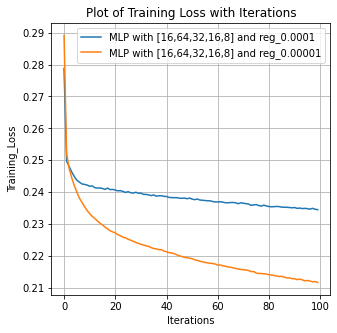 Plot of Training Loss with Iterations
MLP with [16,64,32,16,8] and reg_0.0001
MLP with [16,64,32,16,8] and reg_0.00001
0.29
0.28
0.27
0.26
0.25
0.24
0.23
0.22
0.21
Training_Loss
0 20 40 60 80 100
Iterations